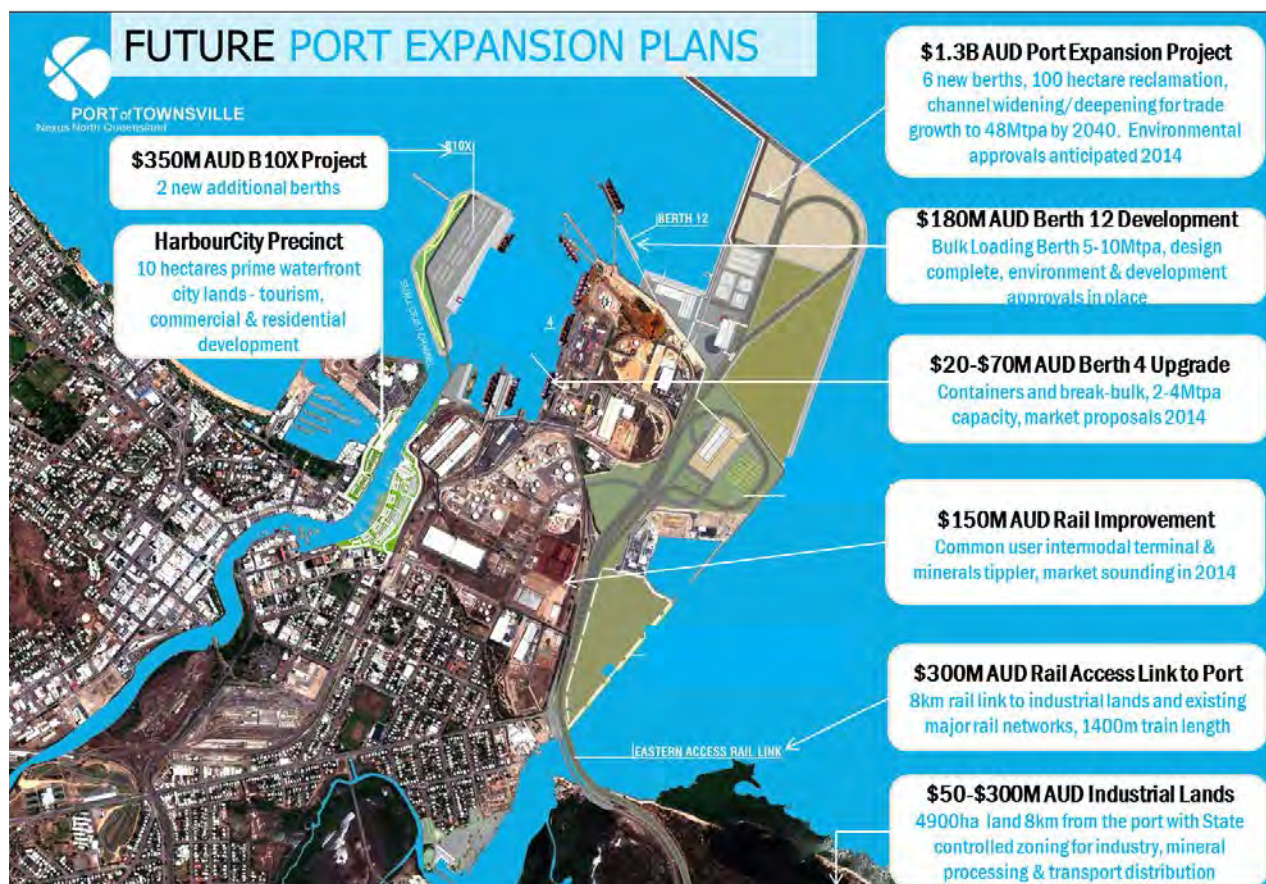 FUTURE PORT EXPANSION PLANS
PORT of TOWNSVILLE
Nexus North Queensland
$350M AUD B10X Project
2 new additional berths
HarbourCity Precinct
10 hectares prime waterfront
city lands - tourism,
commercial & residential
development
B10X
SMALL CRAFT CHANNEL
4
BERTH 12
EASTERN ACCESS RAIL LINK
$1.3B AUD Port Expansion Project
6 new berths, 100 hectare reclamation,
channel widening/deepening for trade
growth to 48Mtpa by 2040. Environmental
approvals anticipated 2014
$180M AUD Berth 12 Development
Bulk Loading Berth 5-10Mtpa, design
complete, environment & development
approvals in place
$20-$70M AUD Berth 4 Upgrade
Containers and break-bulk, 2-4Mtpa
capacity, market proposals 2014
$150M AUD Rail Improvement
Common user intermodal terminal &
minerals tippler, market sounding in 2014
$300M AUD Rail Access Link to Port
8km rail link to industrial lands and existing
major rail networks, 1400m train length
$50-$300M AUD Industrial Lands
4900ha land 8km from the port with State
controlled zoning for industry, mineral
processing & transport distribution